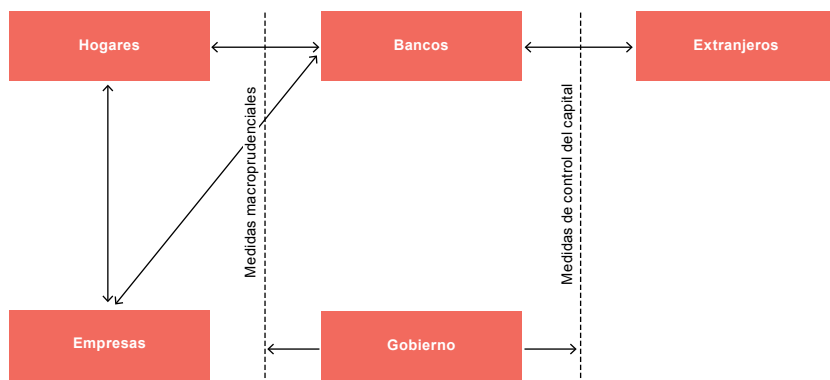 Hogares
Bancos
Extranjeros
Medidas macroprudenciales
Medidas de control del capital
Empresas
Gobierno